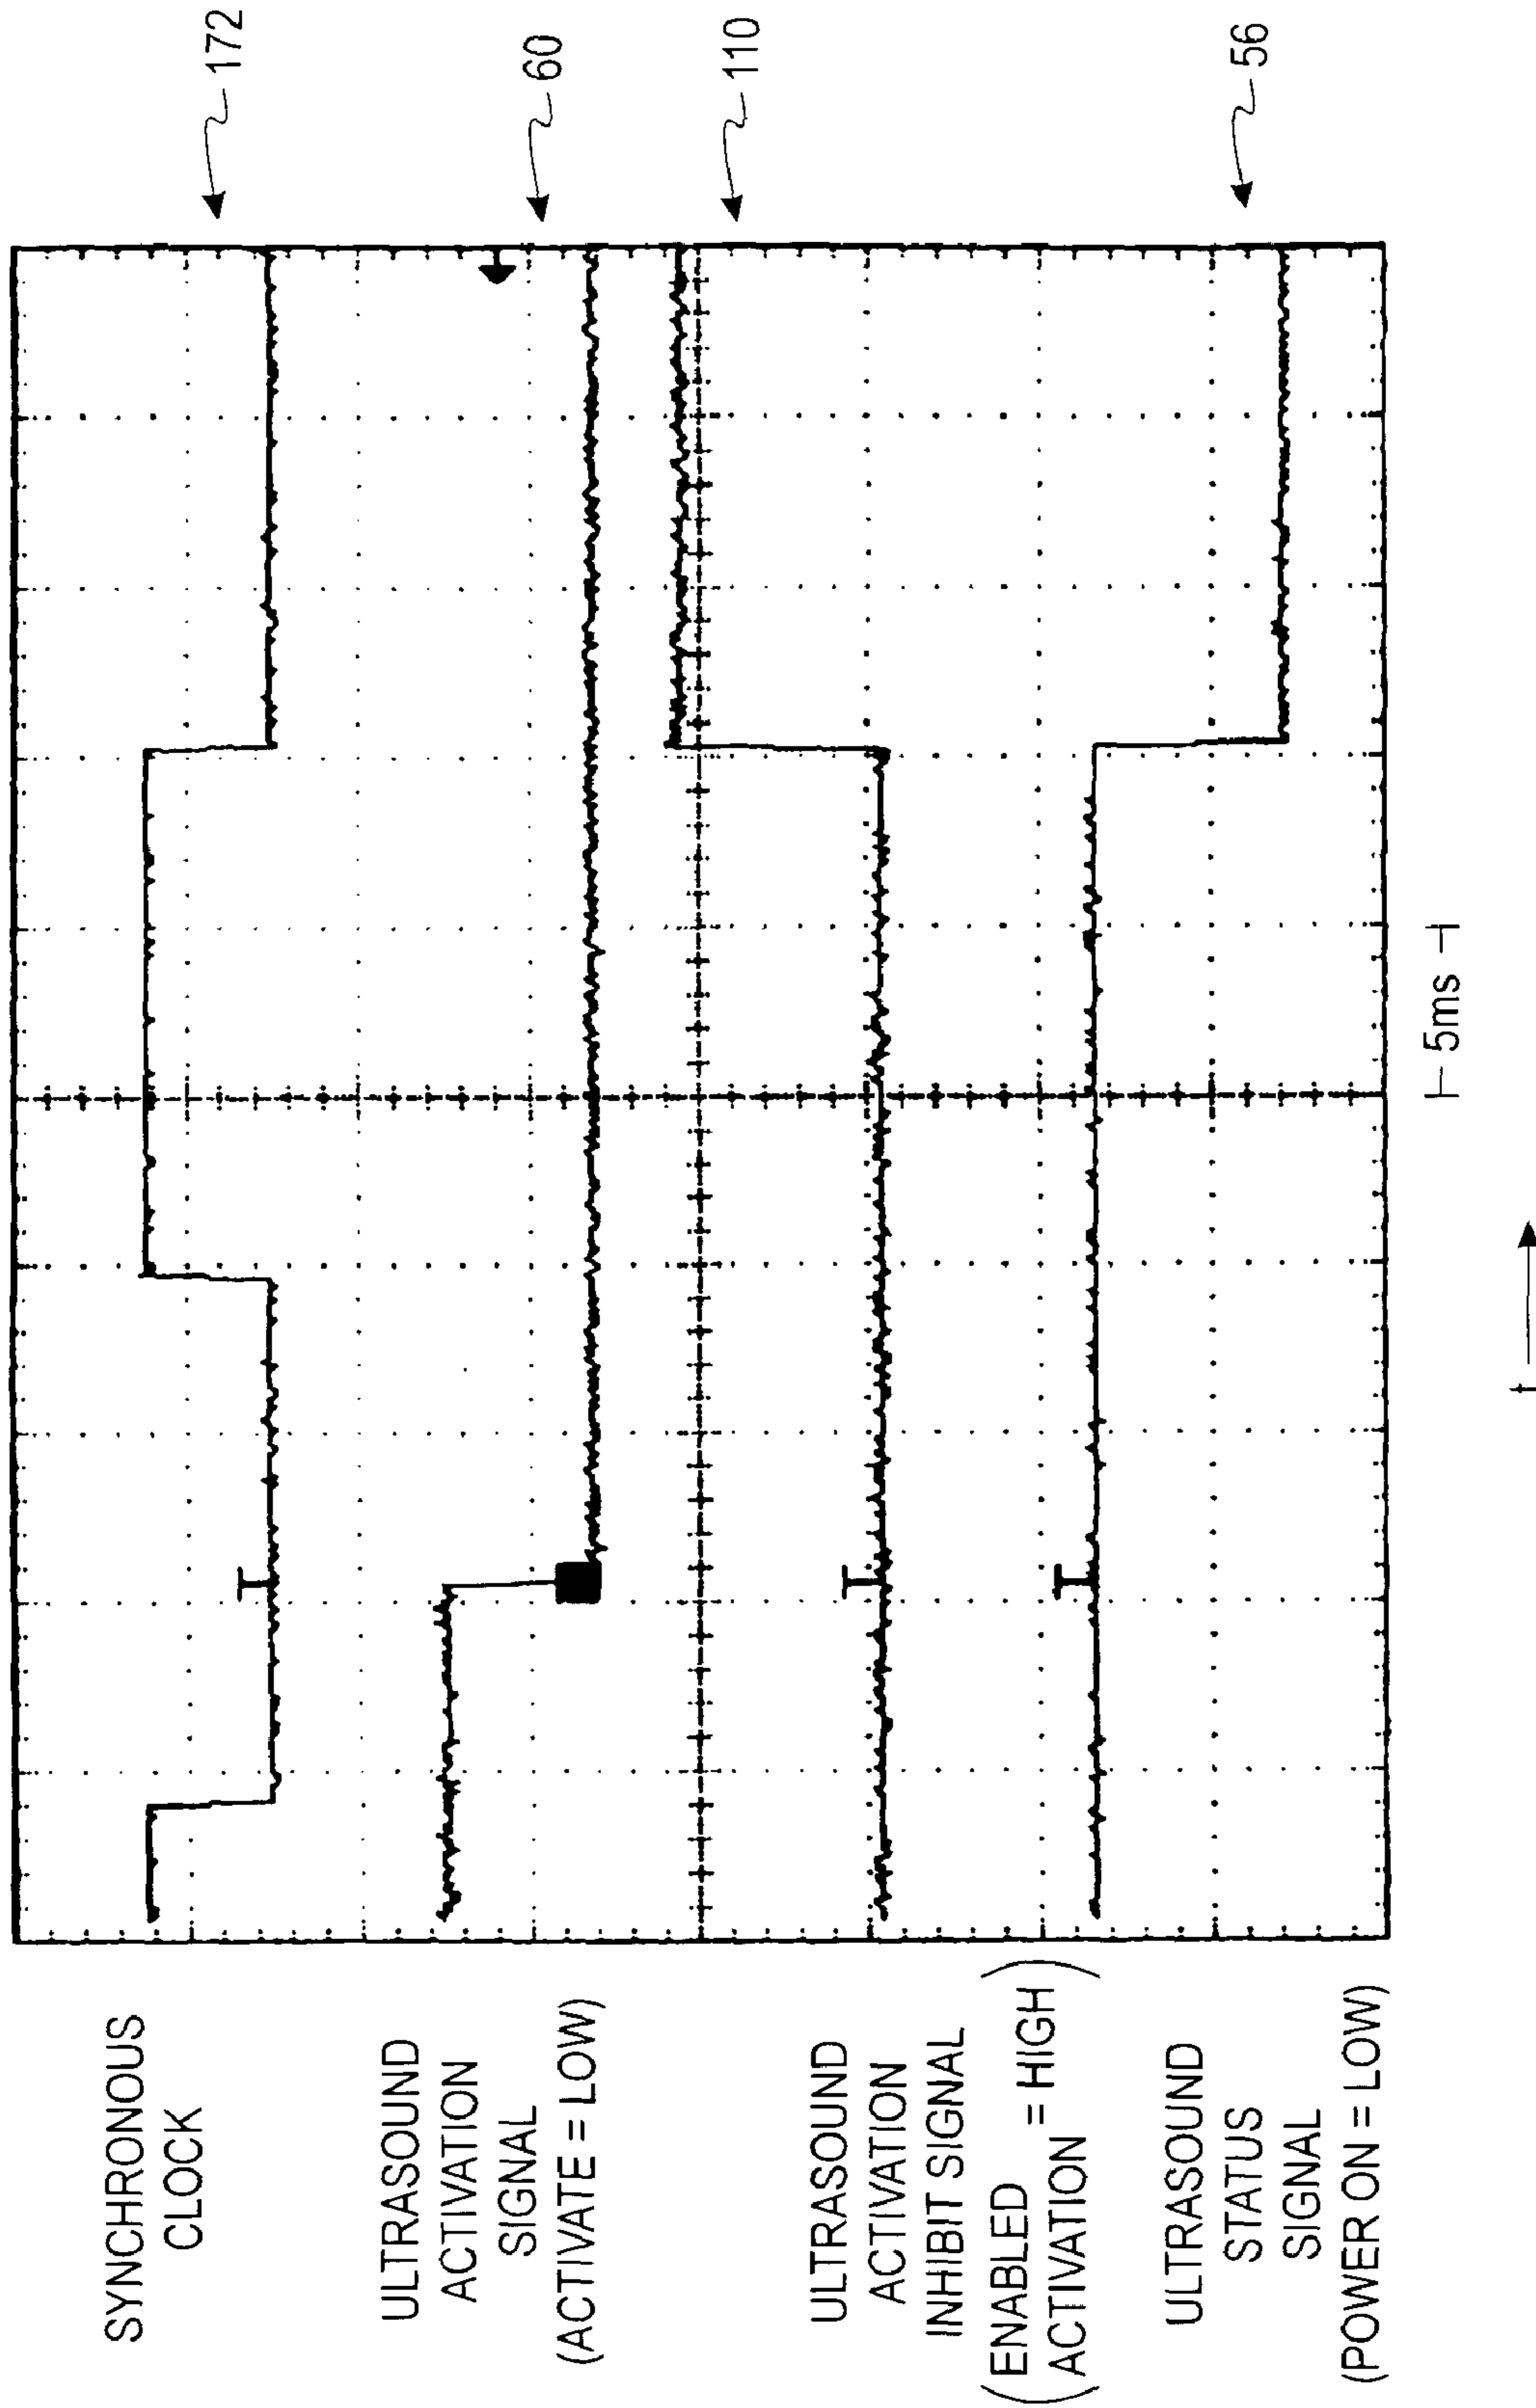 SYNCHRONOUS
CLOCK
172
ULTRASOUND
ACTIVATION
SIGNAL
(ACTIVATE = LOW)
60
ULTRASOUND
ACTIVATION
INHIBIT SIGNAL
(ENABLED
ACTIVATION = HIGH)
110
ULTRASOUND
STATUS
SIGNAL
(POWER ON = LOW)
56
5ms
t